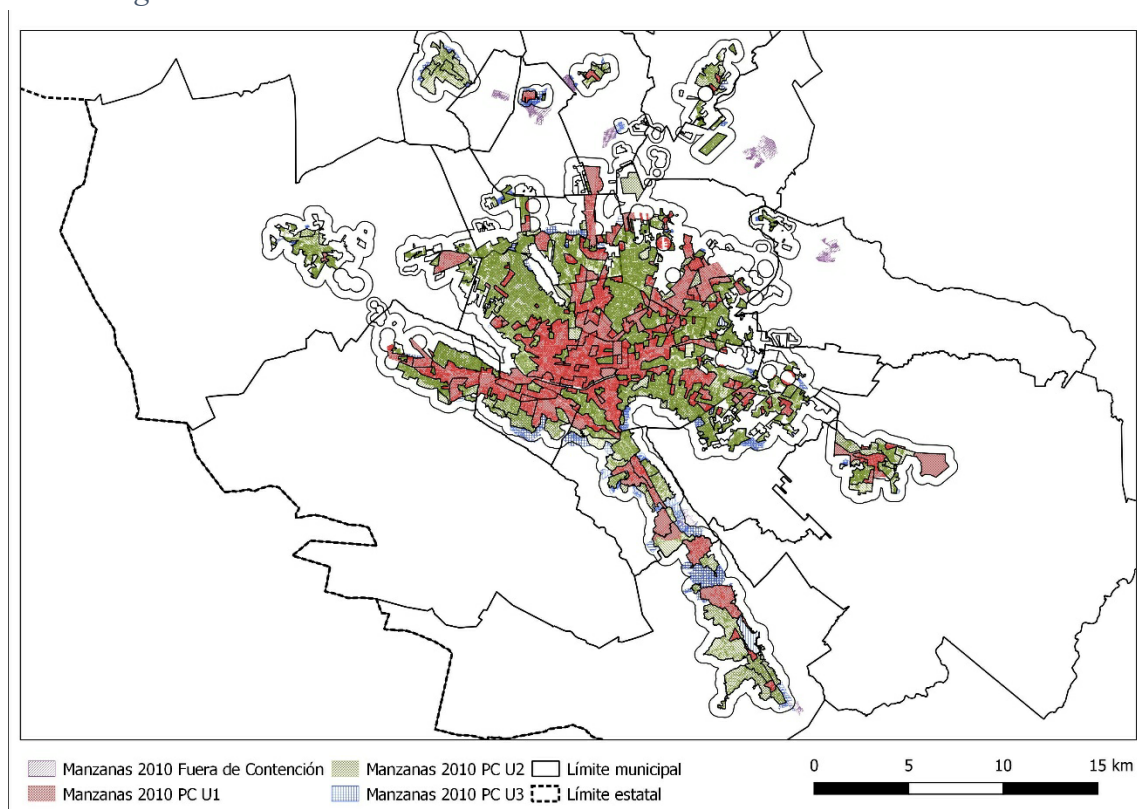 Manzanas 2010 Fuera de Contención Manzanas 2010 PC U2 Límite municipal
Manzanas 2010 PC U1 Manzanas 2010 PC U3 Límite estatal
0 5 10 15 km